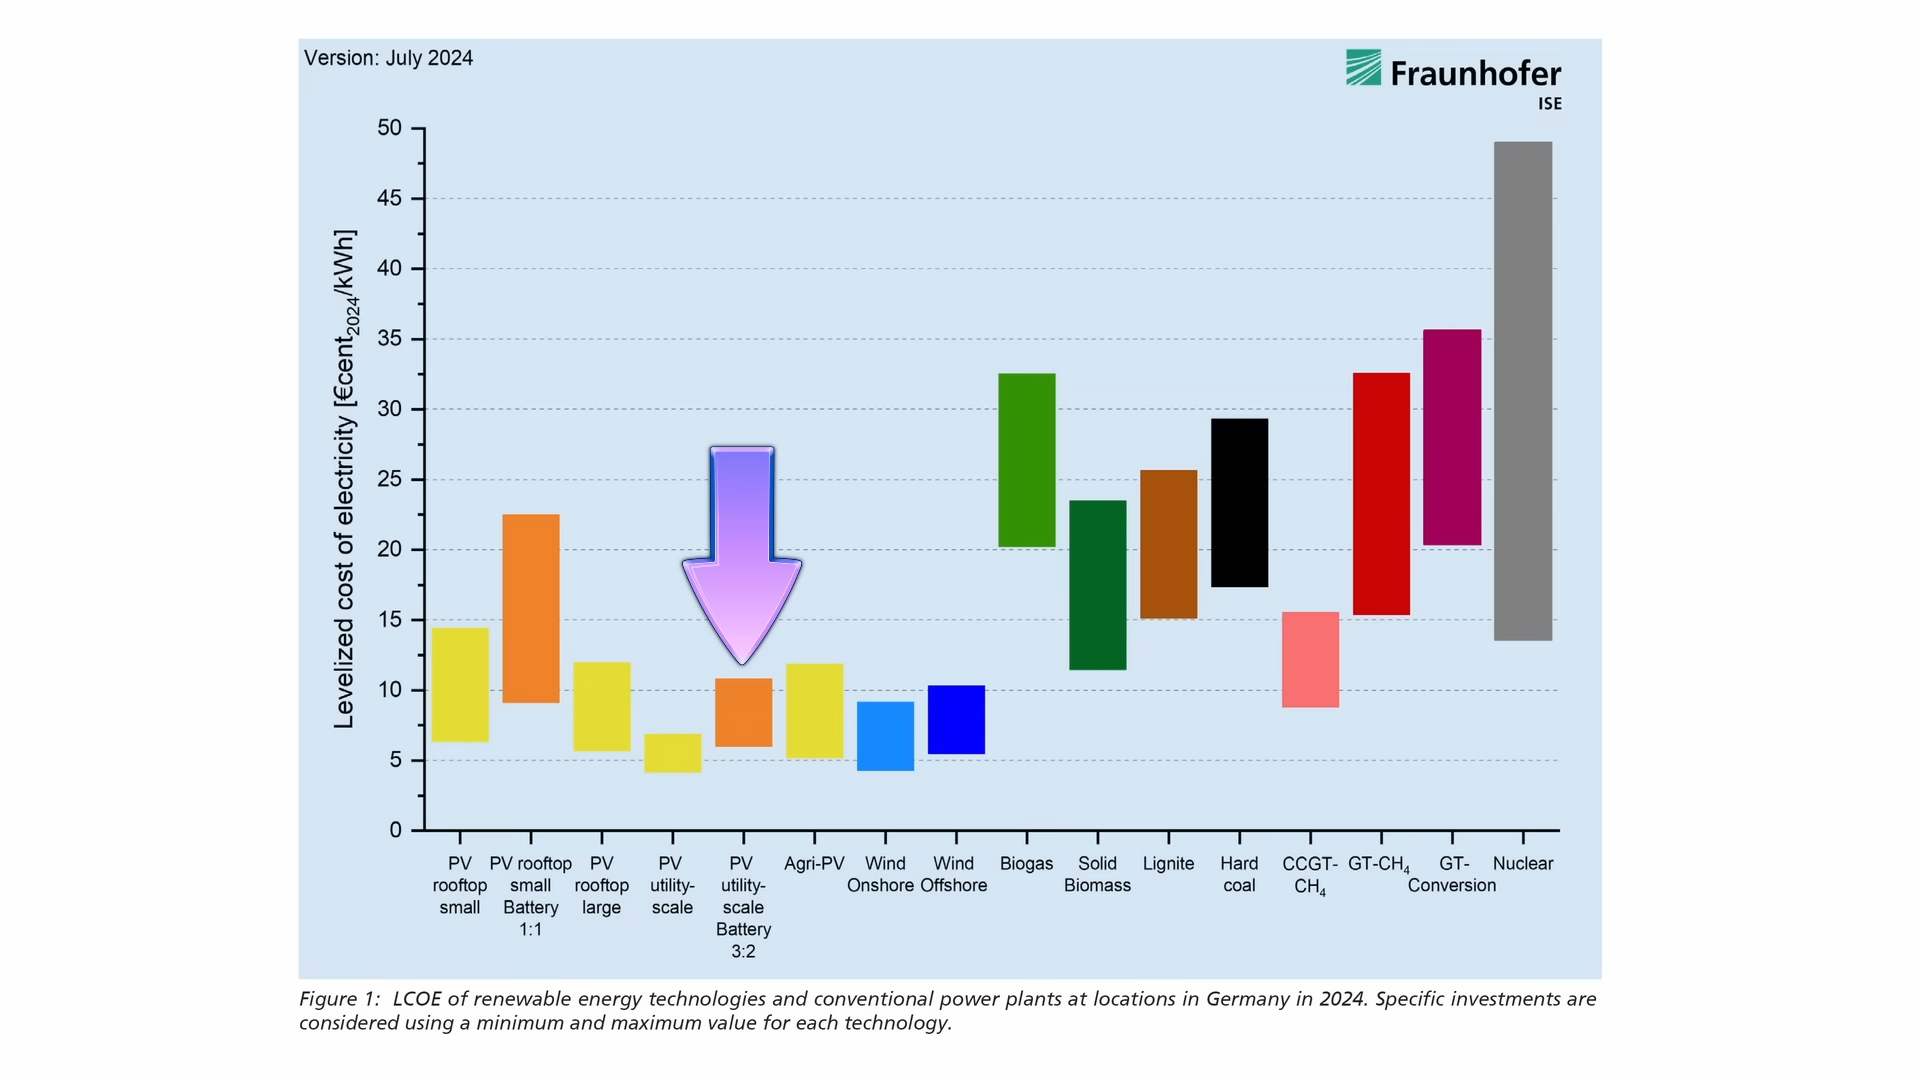 Version: July 2024
Fraunhofer
ISE
Levelized cost of electricity [€cent2024/kWh]
50
45
40
35
30
25
20
15
10
5
0
PV
rooftop
small
PV rooftop
small
Battery
1:1
PV
rooftop
large
PV
utility-
scale
PV
utility-
scale
Battery
3:2
Agri-PV
Wind
Onshore
Wind
Offshore
Biogas
Solid
Biomass
Lignite
Hard
coal
CCGT-
CH4
GT-CH4
GT-
Conversion
Nuclear
Figure 1:  LCOE of renewable energy technologies and conventional power plants at locations in Germany in 2024. Specific investments are
considered using a minimum and maximum value for each technology.